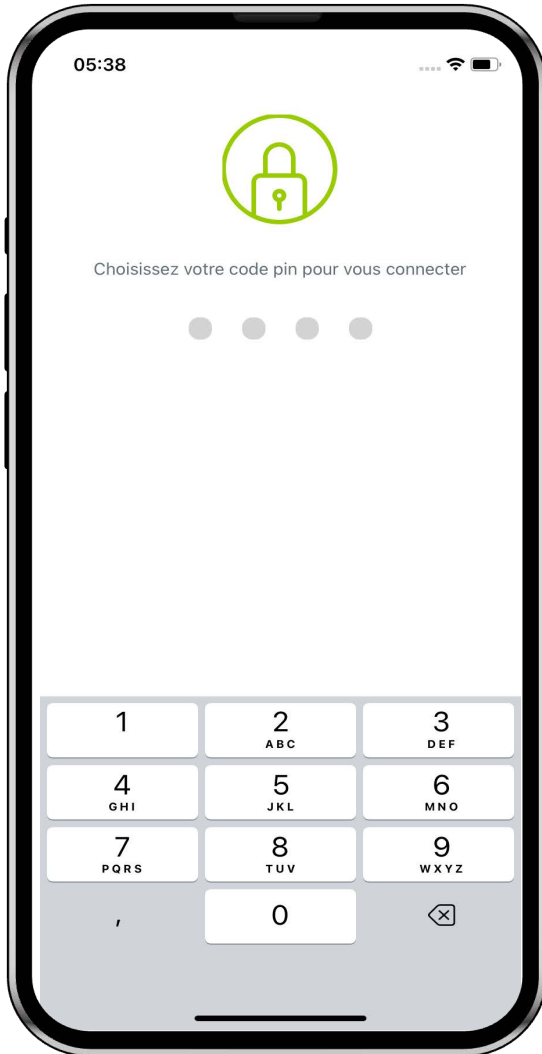 05:38
Choisissez votre code pin pour vous connecter
1 2 3
ABC DEF
4 5 6
GHI JKL MNO
7 8 9
PQRS TUV WXYZ
, 0